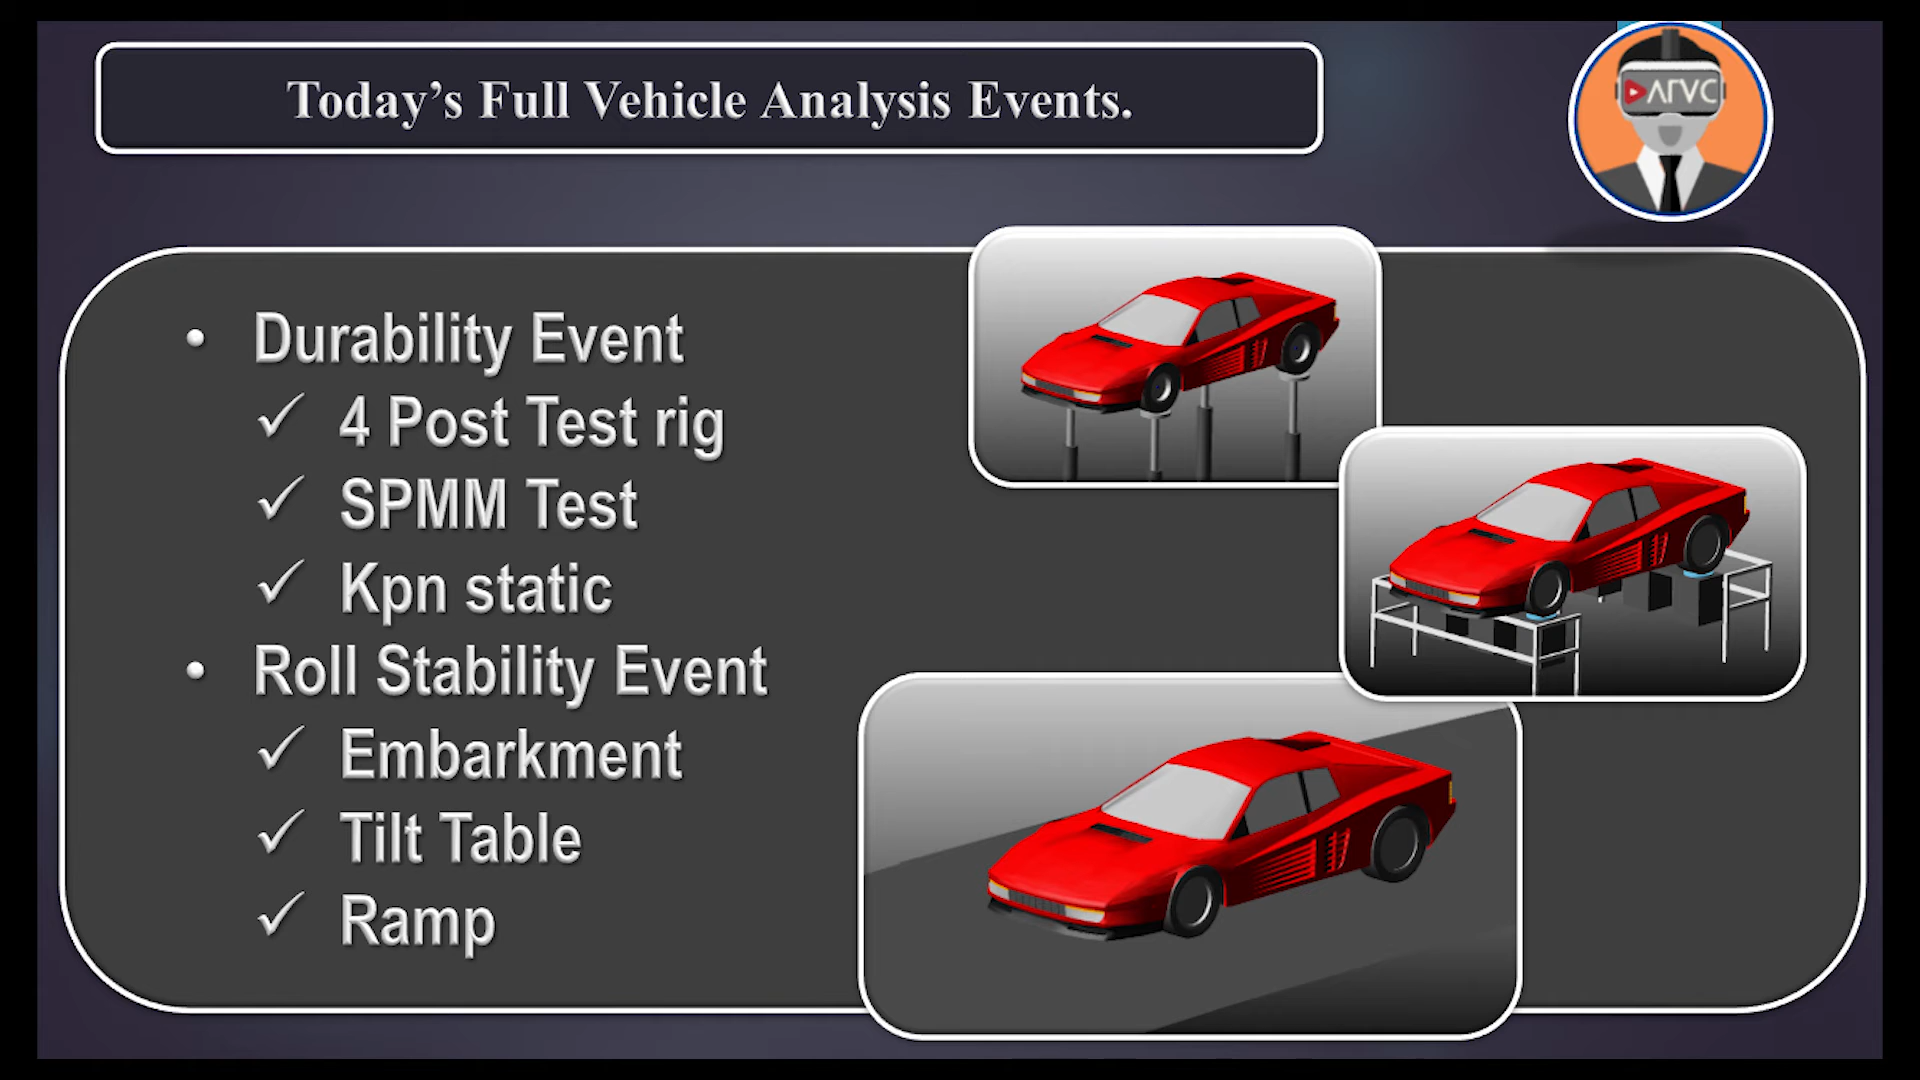 Today’s Full Vehicle Analysis Events.
ΛΓVC
• Durability Event
✓ 4 Post Test rig
✓ SPMM Test
✓ Kpn static
• Roll Stability Event
✓ Embarkment
✓ Tilt Table
✓ Ramp